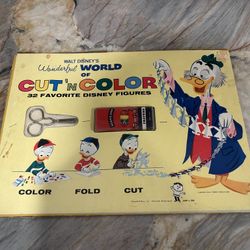 WALT DISNEY'S
Wonderful WORLD
OF
CUT 'N COLOR
32 FAVORITE DISNEY FIGURES
COLOR FOLD CUT